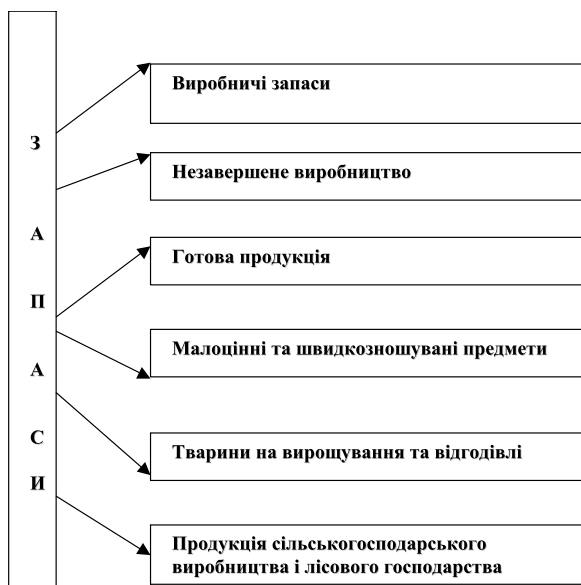 ЗАПАСИ
Виробничі запаси
Незавершене виробництво
Готова продукція
Малоцінні та швидкозношувані предмети
Тварини на вирощування та відгодівлі
Продукція сільськогосподарського
виробництва і лісового господарства